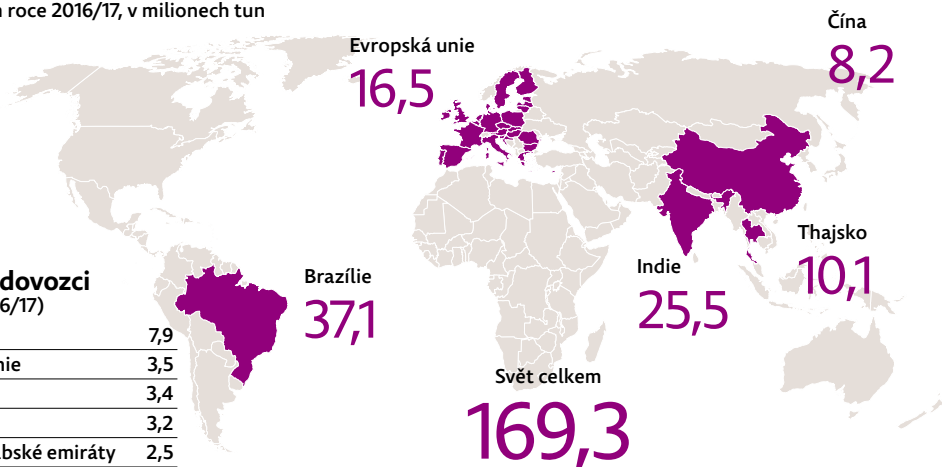 roce 2016/17, v milionech tun
Čína
8,2
Evropská unie
16,5
Thajsko
10,1
Indie
25,5
Brazílie
37,1
dovozci
6/17)
7,9
nie 3,5
3,4
3,2
bské emiráty 2,5
Svět celkem
169,3